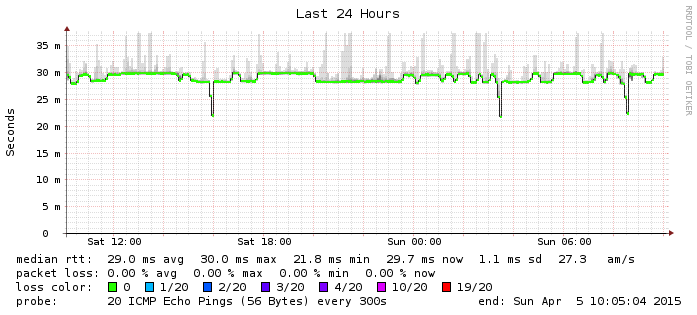 Last 24 Hours
RRDTOOL / TOBI OETIKER
Seconds
35 m
30 m
25 m
20 m
15 m
10 m
5 m
0
Sat 12:00 Sat 18:00 Sun 00:00 Sun 06:00
median rtt: 29.0 ms avg 30.0 ms max 21.8 ms min 29.7 ms now 1.1 ms sd 27.3 am/s
packet loss: 0.00 % avg 0.00 % max 0.00 % min 0.00 % now
loss color: 0 1/20 2/20 3/20 4/20 10/20 19/20
probe: 20 ICMP Echo Pings (56 Bytes) every 300s end: Sun Apr 5 10:05:04 2015